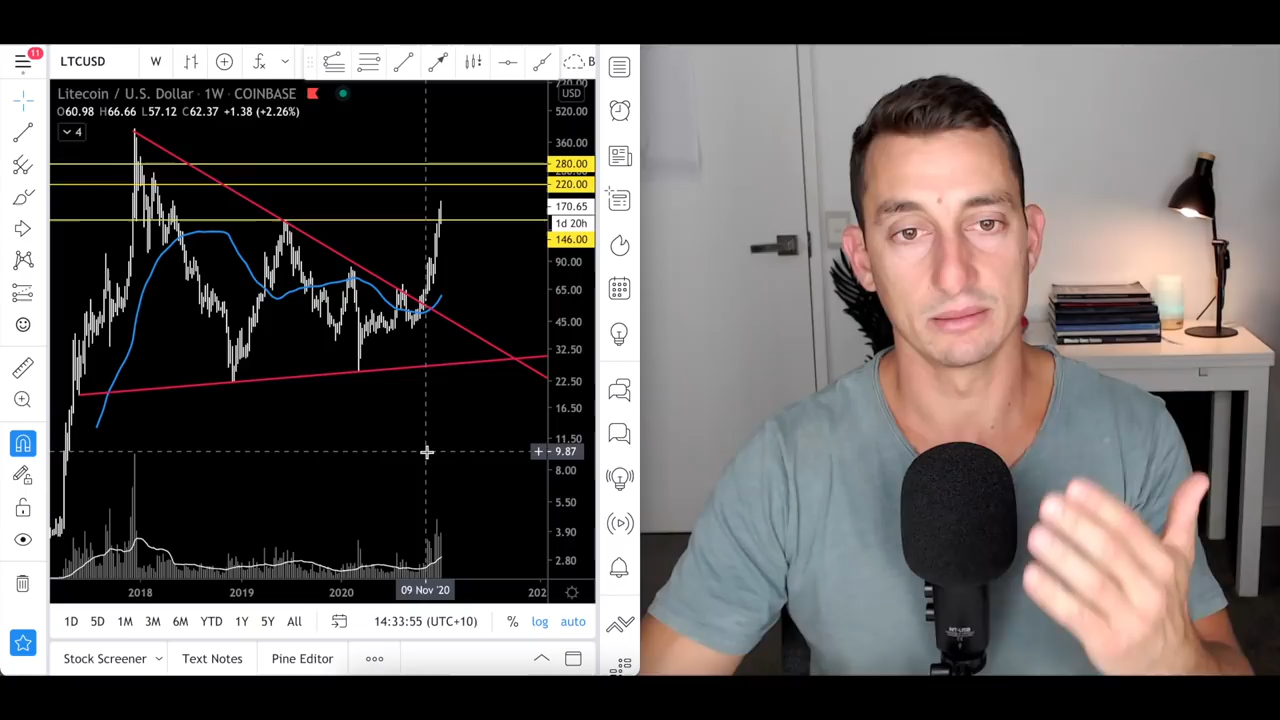 11
LTCUSD
W
B
Litecoin / U.S. Dollar · 1W · COINBASE
USD
O60.98 H66.66 L57.12 C62.37 +1.38 (+2.26%)
4
520.00
360.00
280.00
220.00
170.65
1d 20h
146.00
90.00
65.00
45.00
32.50
22.50
16.50
11.50
9.87
8.00
5.50
3.90
2.80
2018
2019
2020
09 Nov '20
202
1D 5D 1M 3M 6M YTD 1Y 5Y All 14:33:55 (UTC+10) % log auto
Stock Screener Text Notes Pine Editor